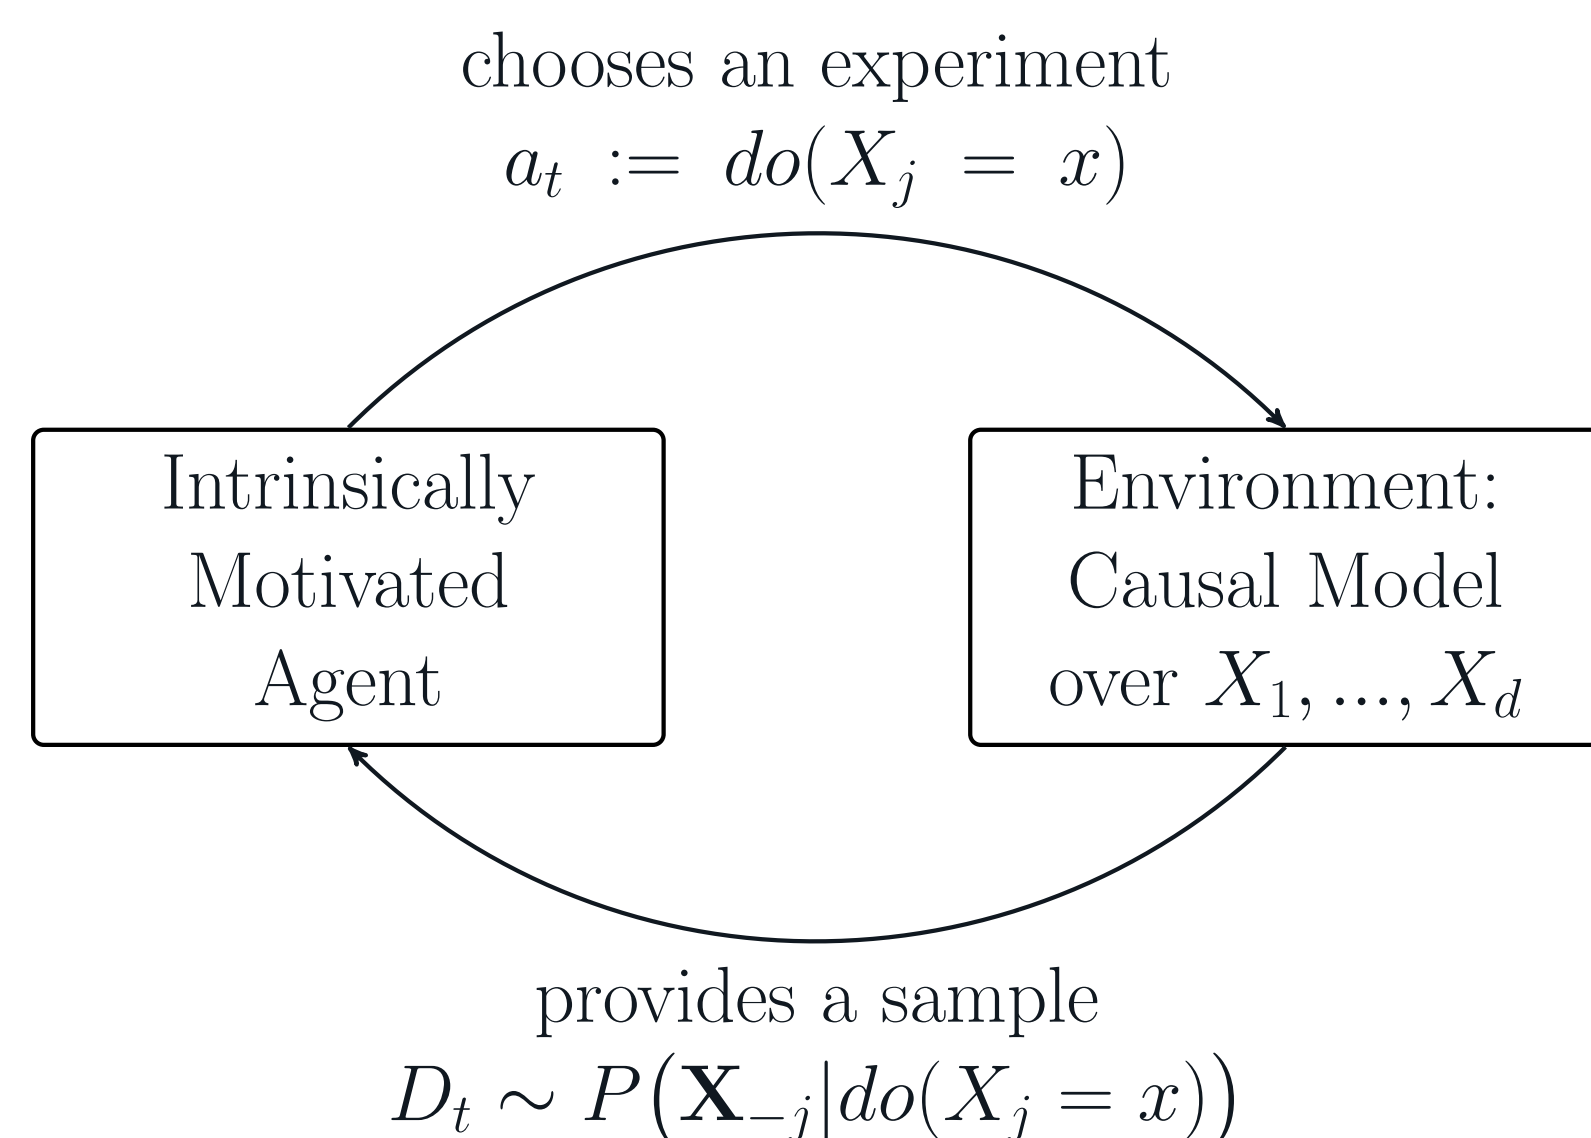 chooses an experiment
a_t := do(X_j = x)
Intrinsically
Motivated
Agent
Environment:
Causal Model
over X_1, ..., X_d
provides a sample
D_t ∼ P(𝐗_{−j}|do(X_j = x))